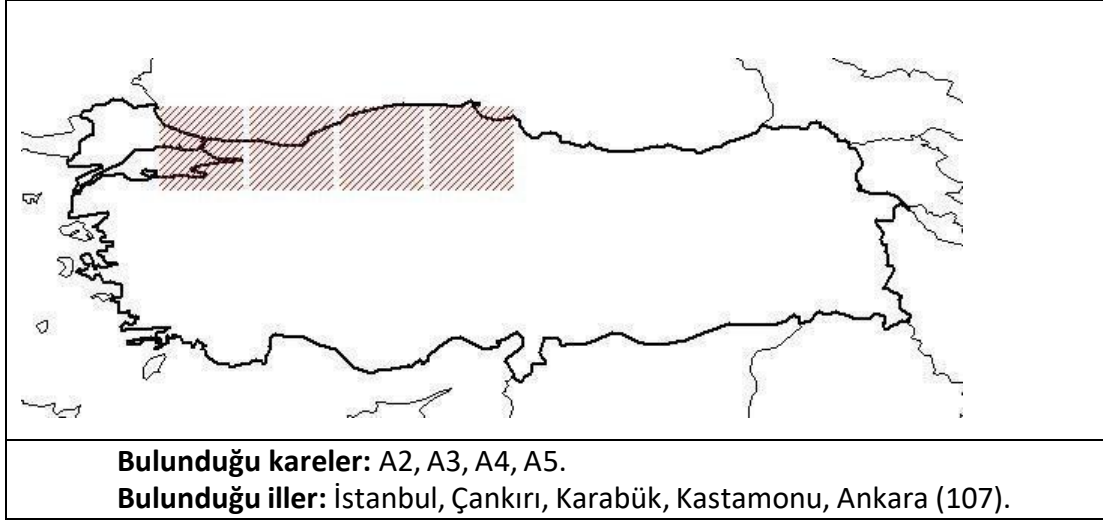 Bulunduğu kareler: A2, A3, A4, A5.
Bulunduğu iller: İstanbul, Çankırı, Karabük, Kastamonu, Ankara (107).